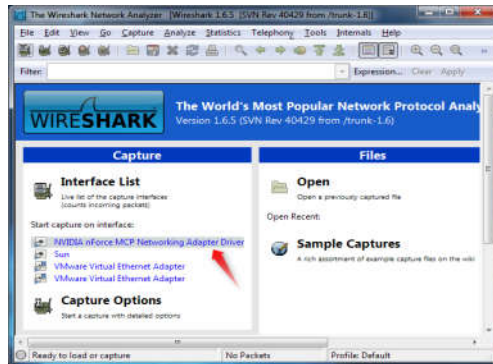 The Wireshark Network Analyzer [Wireshark 1.6.5 (SVN Rev 40429 from /trunk-1.6)]
File Edit View Go Capture Analyze Statistics Telephony Tools Internals Help
Filter: Expression... Clear Apply
WIRESHARK
The World's Most Popular Network Protocol Analy
Version 1.6.5 (SVN Rev 40429 from /trunk-1.6)
Capture
Interface List
Live list of the capture interfaces
(counts incoming packets)
Start capture on interface:
NVIDIA nForce MCP Networking Adapter Driver
Sun
VMware Virtual Ethernet Adapter
VMware Virtual Ethernet Adapter
Capture Options
Start a capture with detailed options
Files
Open
Open a previously captured file
Open Recent:
Sample Captures
A rich assortment of example capture files on the wiki
Ready to load or capture
No Packets
Profile: Default